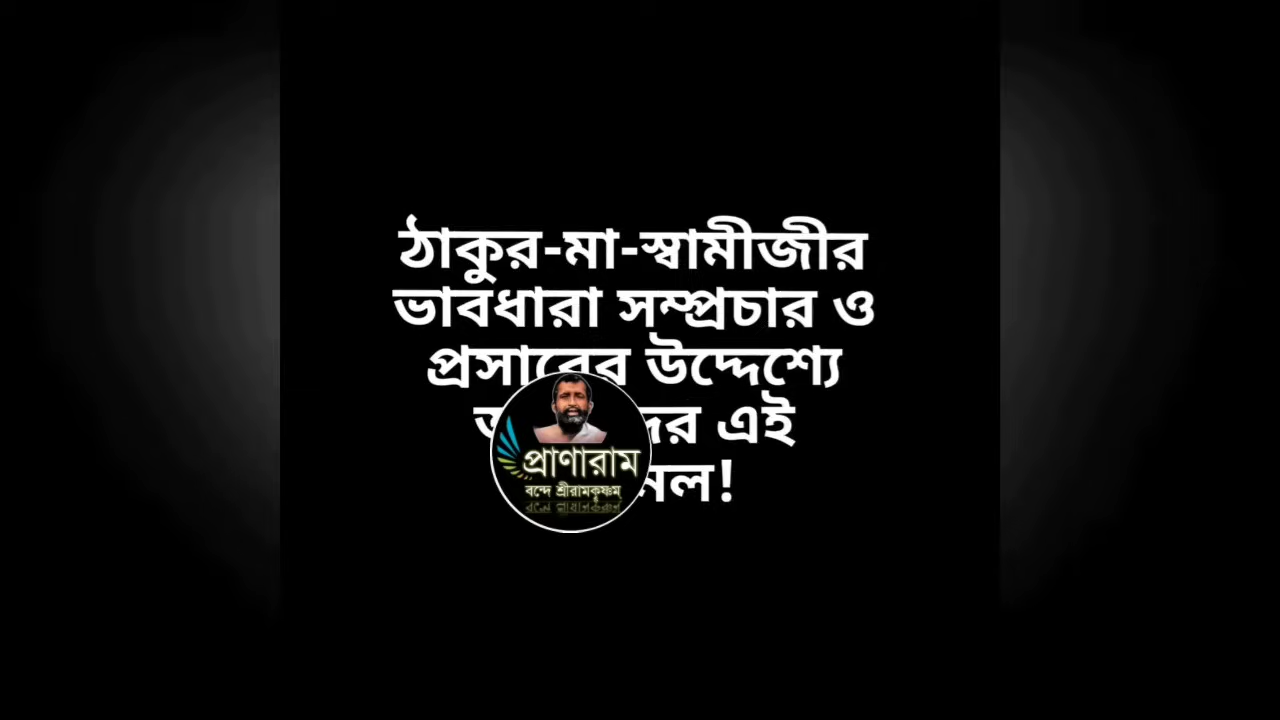 ঠাকুর-মা-স্বামীজীর
ভাবধারা সম্প্রচার ও
প্রসারের উদ্দেশ্যে
এই
প্রাণারাম
বন্দে শ্রীরামকৃষ্ণম্